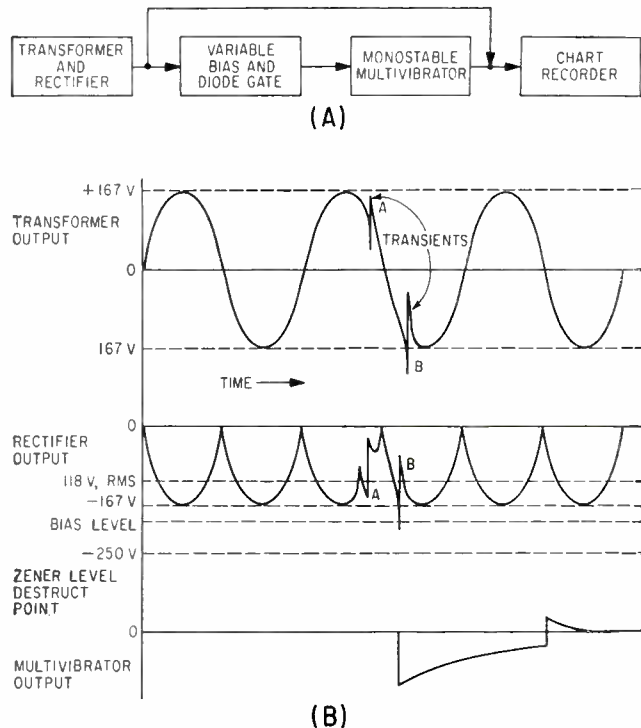 TRANSFORMER
AND
RECTIFIER
VARIABLE
BIAS AND
DIODE GATE
MONOSTABLE
MULTIVIBRATOR
CHART
RECORDER
(A)
+167 V
TRANSFORMER
OUTPUT
A
TRANSIENTS
0
167 V
B
TIME
0
RECTIFIER
OUTPUT
B
118 V, RMS
A
-167 V
BIAS LEVEL
-250 V
ZENER LEVEL
DESTRUCT
POINT
0
MULTIVIBRATOR
OUTPUT
(B)